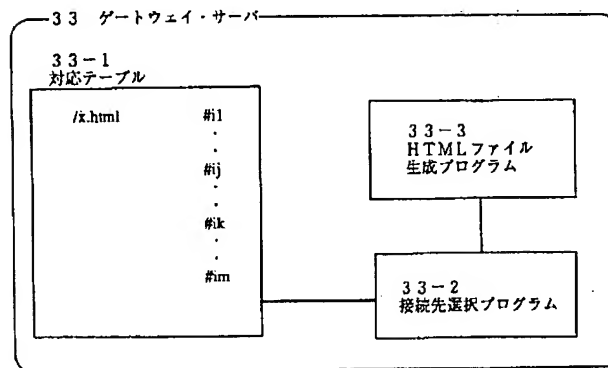 33 ゲートウェイ・サーバ
33-1
対応テーブル
/x.html #i1
・
・
#ij
・
・
#ik
・
・
#im
33-3
HTMLファイル
生成プログラム
33-2
接続先選択プログラム